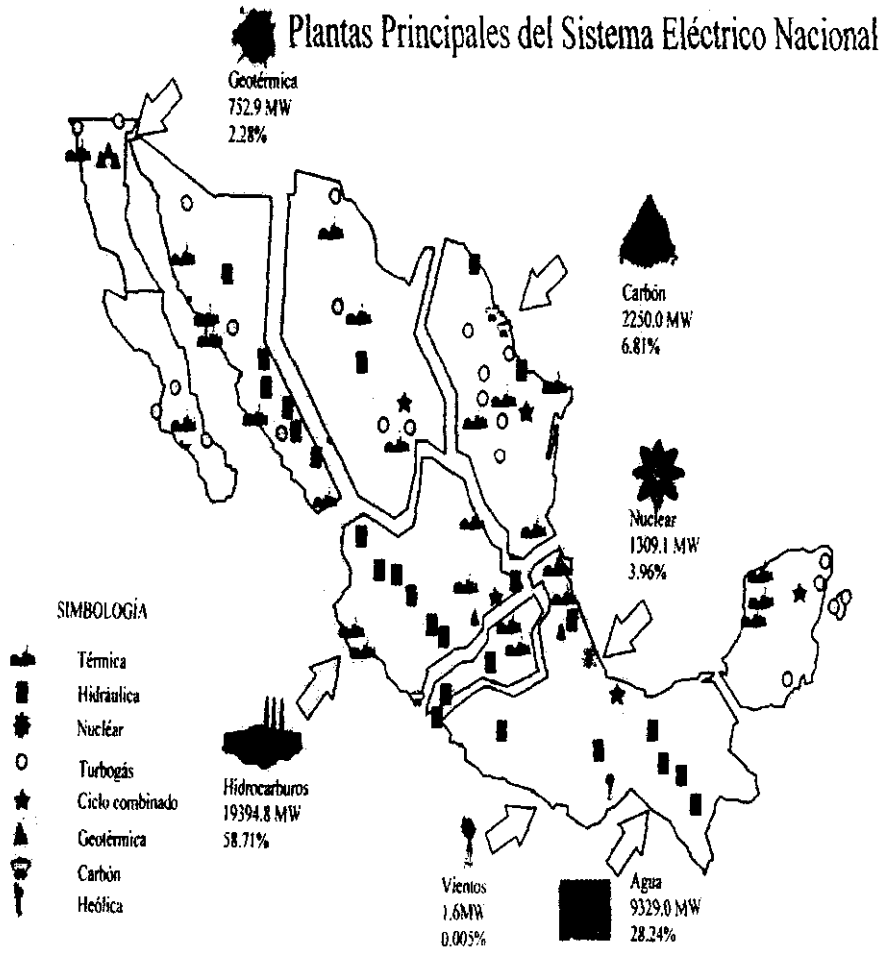 Plantas Principales del Sistema Eléctrico Nacional
Geotérmica
752.9 MW
2.28%
Carbón
2250.0 MW
6.81%
Nuclear
1309.1 MW
3.96%
SIMBOLOGÍA
Térmica
Hidráulica
Nucléar
Turbogás
Ciclo combinado
Geotérmica
Carbón
Heólica
Hidrocarburos
19394.8 MW
58.71%
Vientos
1.6MW
0.005%
Agua
9329.0 MW
28.24%